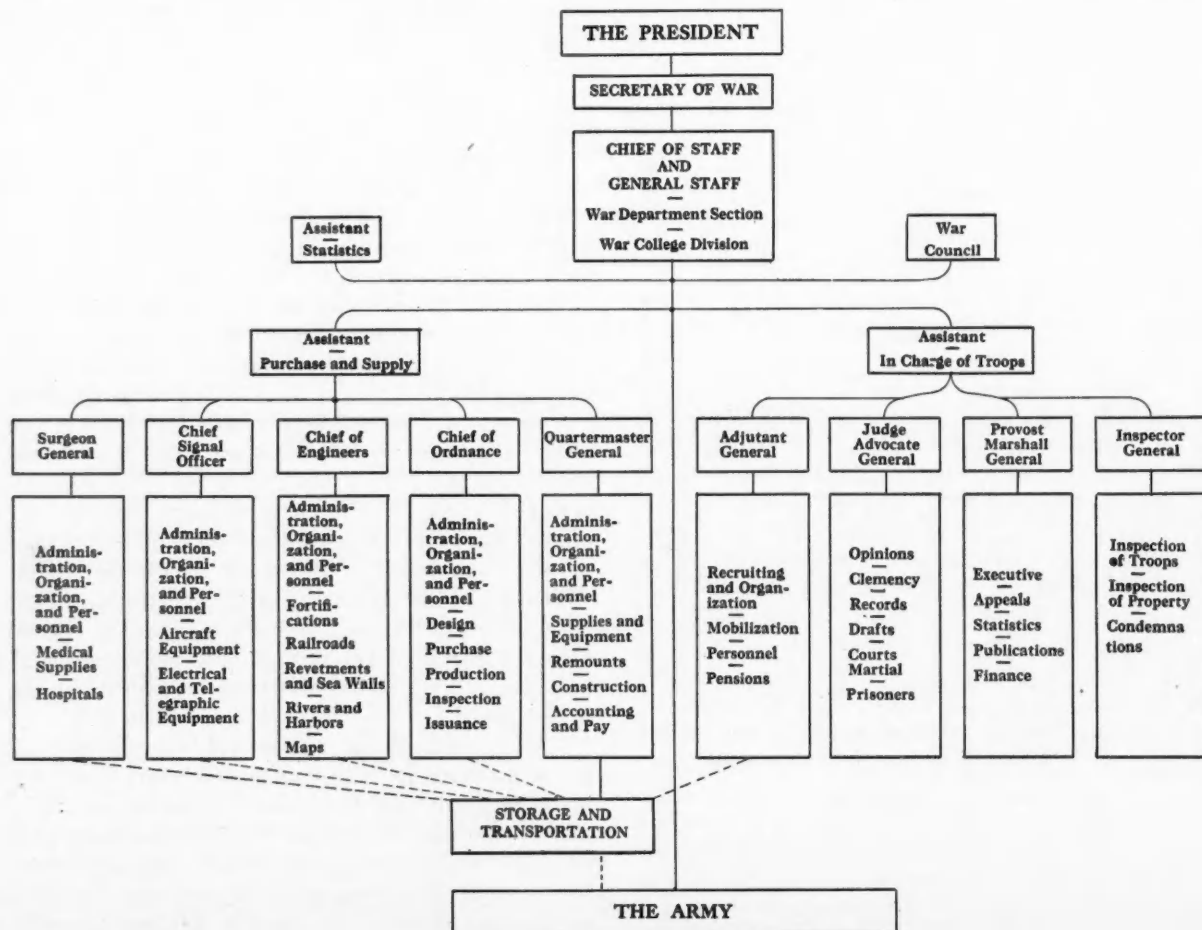 THE PRESIDENT
SECRETARY OF WAR
CHIEF OF STAFF
AND
GENERAL STAFF
War Department Section
War College Division
Assistant
Statistics
War
Council
Assistant
Purchase and Supply
Assistant
In Charge of Troops
Surgeon
General
Chief
Signal
Officer
Chief of
Engineers
Chief of
Ordnance
Quartermaster
General
Adjutant
General
Judge
Advocate
General
Provost
Marshall
General
Inspector
General
Adminis-
tration,
Organi-
zation,
and Per-
sonnel
Medical
Supplies
Hospitals
Adminis-
tration,
Organi-
zation,
and Per-
sonnel
Aircraft
Equipment
Electrical
and Tel-
egraphic
Equipment
Adminis-
tration,
Organi-
zation,
and Per-
sonnel
Fortifi-
cations
Railroads
Revetments
and Sea Walls
Rivers and
Harbors
Maps
Adminis-
tration,
Organi-
zation,
and Per-
sonnel
Design
Purchase
Production
Inspection
Issuance
Adminis-
tration,
Organi-
zation,
and Per-
sonnel
Supplies and
Equipment
Remounts
Construction
Accounting
and Pay
Recruiting
and Organ-
ization
Mobilization
Personnel
Pensions
Opinions
Clemency
Records
Drafts
Courts
Martial
Prisoners
Executive
Appeals
Statistics
Publications
Finance
Inspection
of Troops
Inspection
of Property
Condemna
tions
STORAGE AND
TRANSPORTATION
THE ARMY